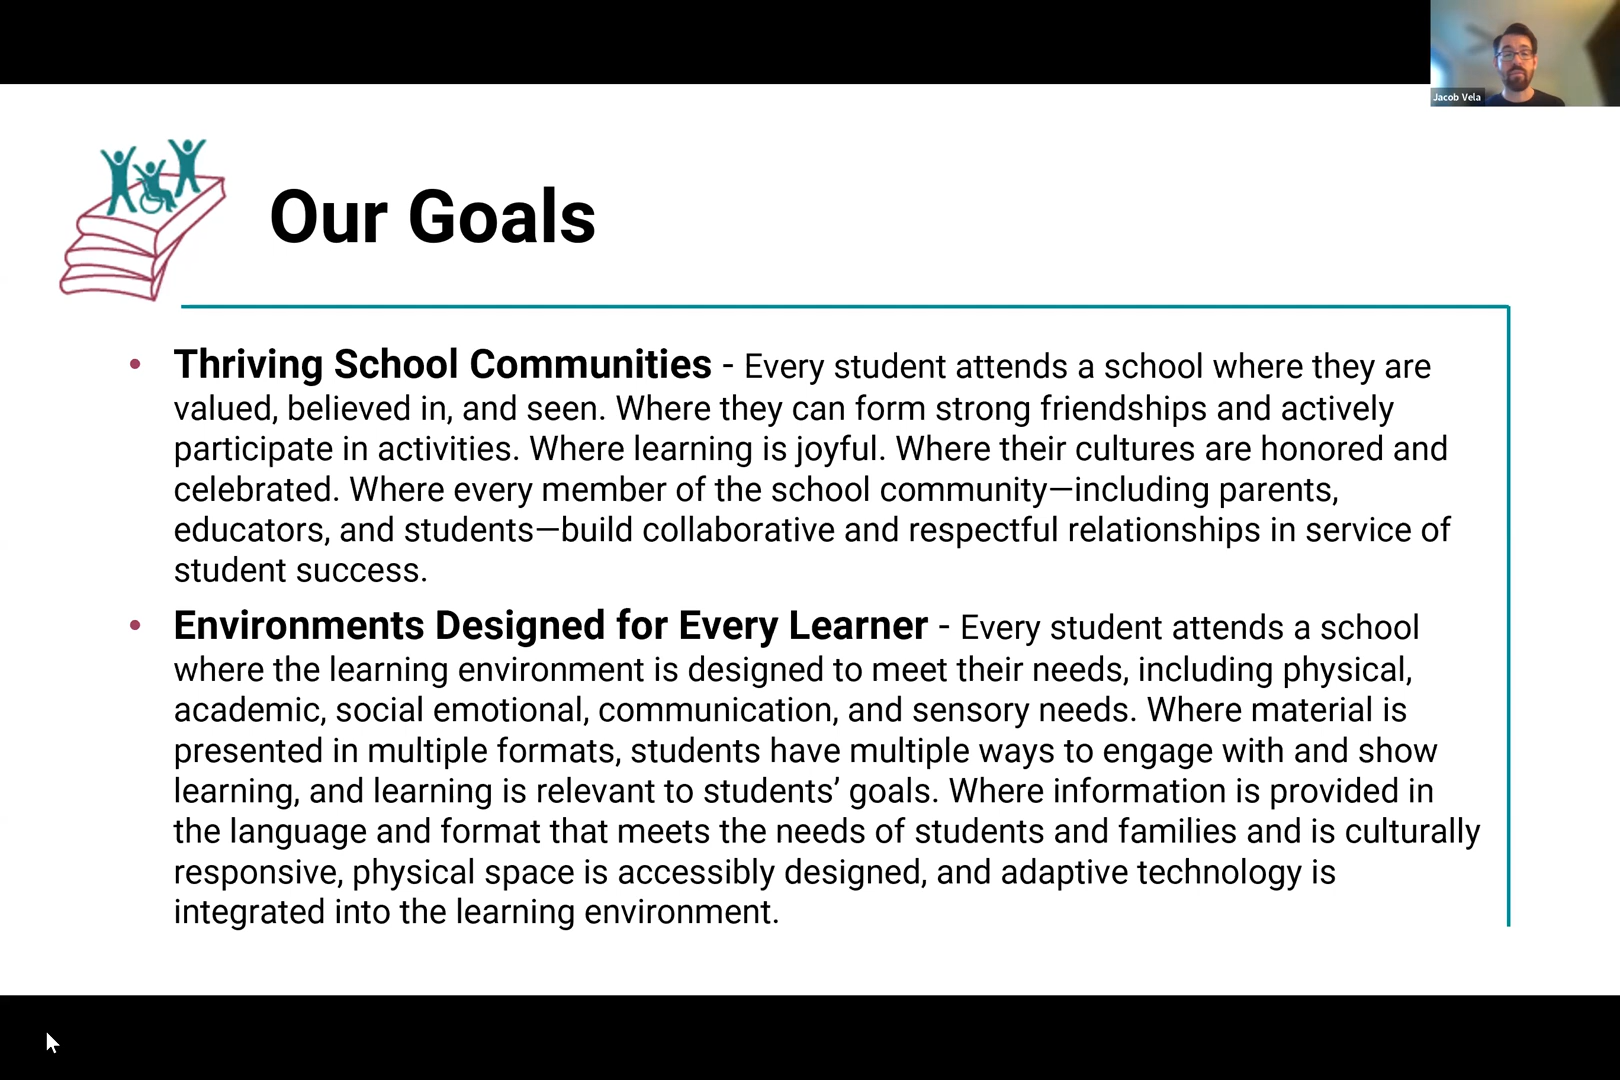 Jacob Vela
Our Goals
• Thriving School Communities - Every student attends a school where they are
valued, believed in, and seen. Where they can form strong friendships and actively
participate in activities. Where learning is joyful. Where their cultures are honored and
celebrated. Where every member of the school community—including parents,
educators, and students—build collaborative and respectful relationships in service of
student success.
• Environments Designed for Every Learner - Every student attends a school
where the learning environment is designed to meet their needs, including physical,
academic, social emotional, communication, and sensory needs. Where material is
presented in multiple formats, students have multiple ways to engage with and show
learning, and learning is relevant to students’ goals. Where information is provided in
the language and format that meets the needs of students and families and is culturally
responsive, physical space is accessibly designed, and adaptive technology is
integrated into the learning environment.